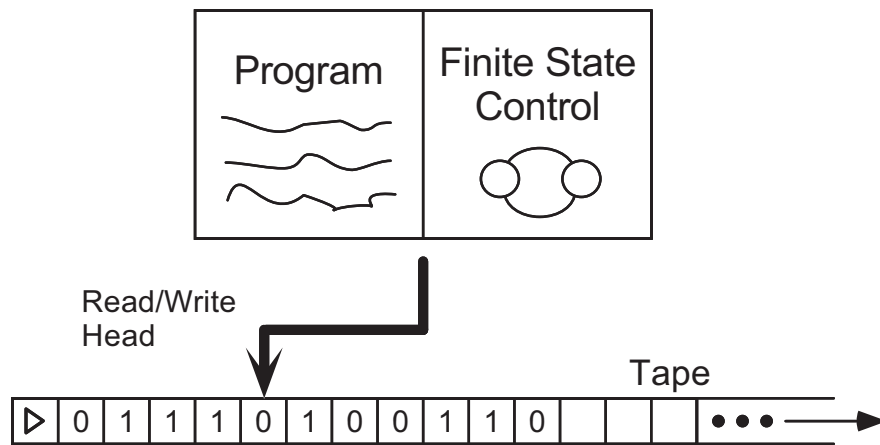 Program
Finite State
Control
Read/Write
Head
Tape
0 1 1 1 0 1 0 0 1 1 0